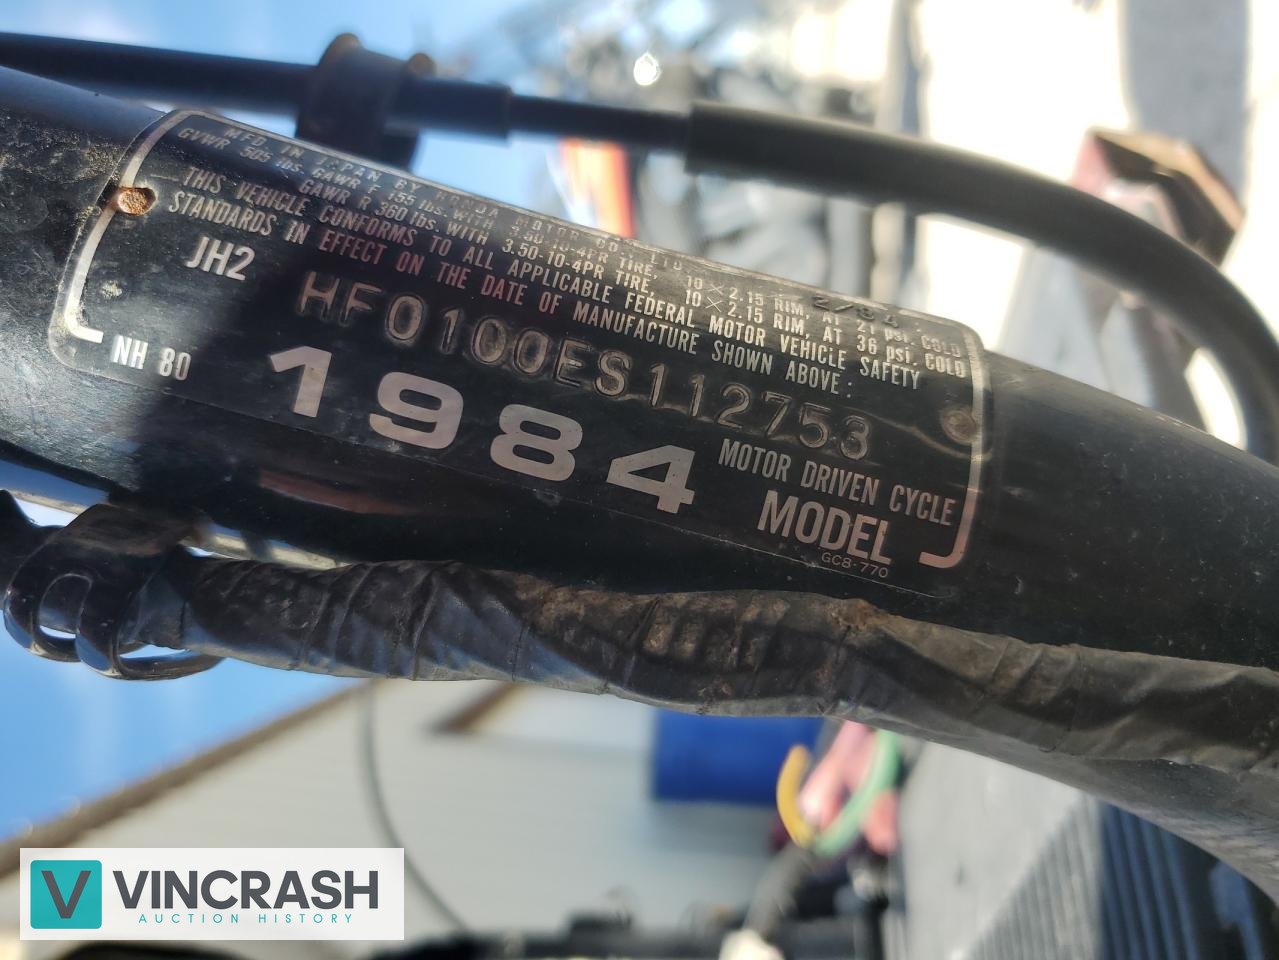 MFD IN JAPAN BY HONDA MOTOR CO., LTD. 2/84
GVWR 505 lbs. GAWR F 155 lbs. WITH 3.50-10-4PR TIRE, 10 × 2.15 RIM, AT 21 psi. COLD
GAWR R 360 lbs. WITH 3.50-10-4PR TIRE, 10 × 2.15 RIM, AT 36 psi. COLD
THIS VEHICLE CONFORMS TO ALL APPLICABLE FEDERAL MOTOR VEHICLE SAFETY
STANDARDS IN EFFECT ON THE DATE OF MANUFACTURE SHOWN ABOVE.
JH2 HF0100ES112753
NH 80 1984 MOTOR DRIVEN CYCLE
MODEL
GC8-770
V VINCRASH
AUCTION HISTORY